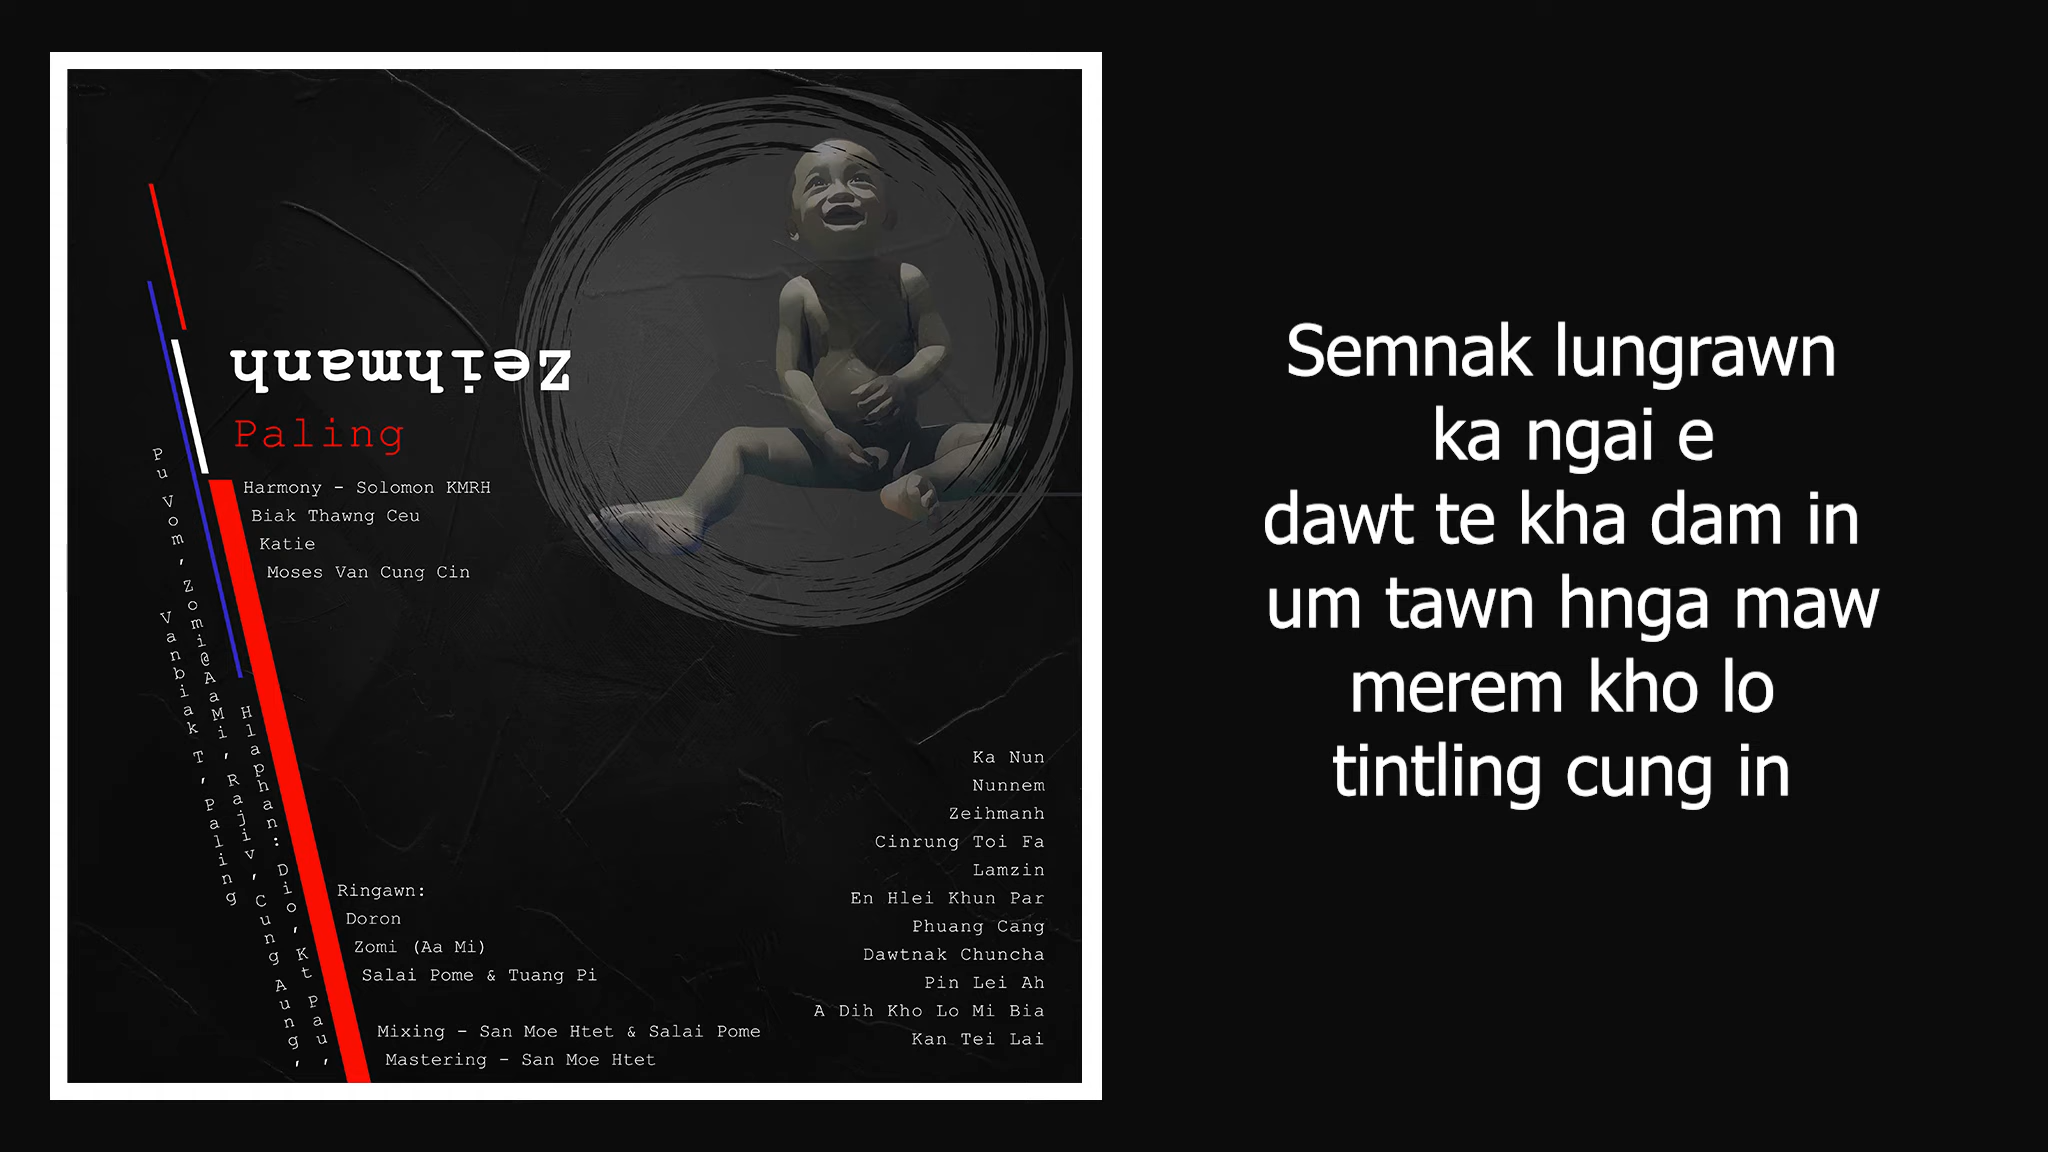 Zeihmanh
Paling
Harmony - Solomon KMRH
Biak Thawng Ceu
Katie
Moses Van Cung Cin
Hlaphan: Dio, Kt Pau,
Pu Vom, Zomi@AaMi, Rajiv, Cung Aung,
Vanbiak T, Paling
Ringawn:
Doron
Zomi (Aa Mi)
Salai Pome & Tuang Pi
Mixing - San Moe Htet & Salai Pome
Mastering - San Moe Htet
Ka Nun
Nunnem
Zeihmanh
Cinrung Toi Fa
Lamzin
En Hlei Khun Par
Phuang Cang
Dawtnak Chuncha
Pin Lei Ah
A Dih Kho Lo Mi Bia
Kan Tei Lai
Semnak lungrawn
ka ngai e
dawt te kha dam in
um tawn hnga maw
merem kho lo
tintling cung in